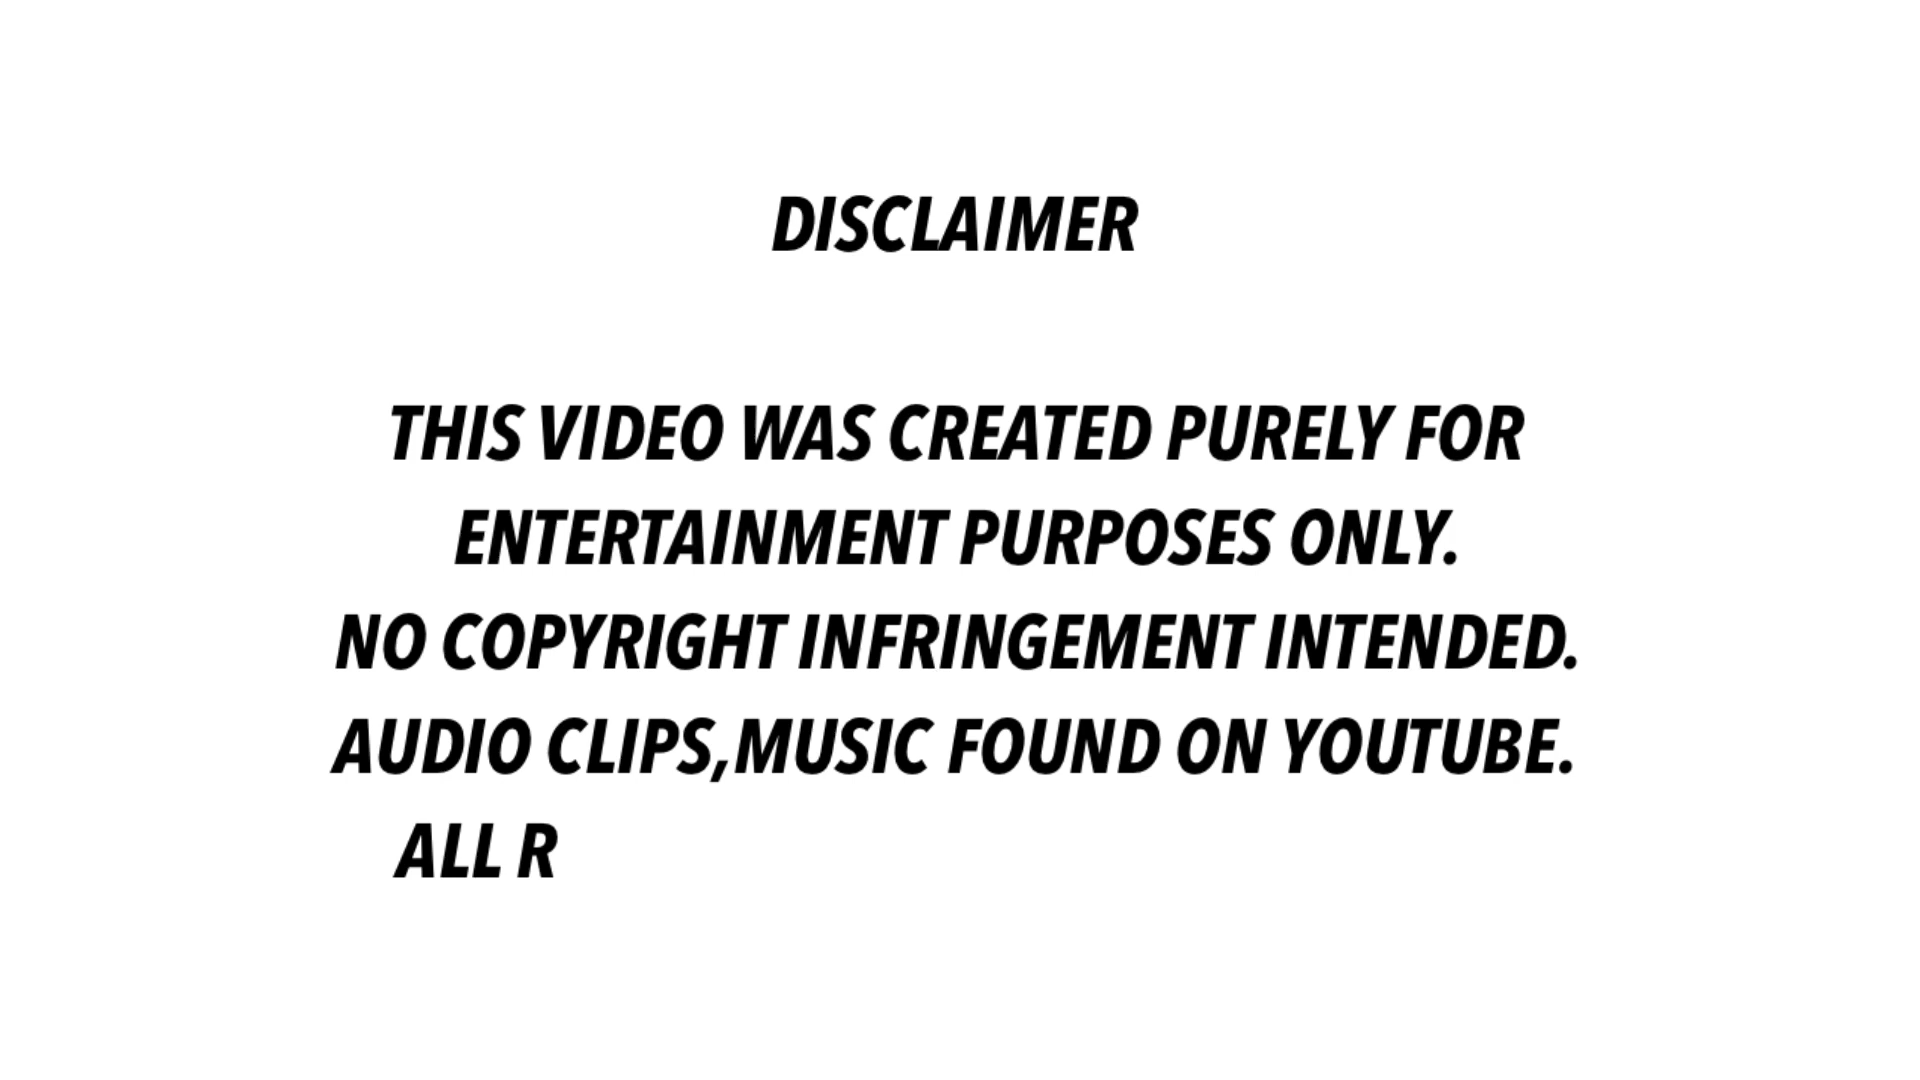 DISCLAIMER
THIS VIDEO WAS CREATED PURELY FOR
ENTERTAINMENT PURPOSES ONLY.
NO COPYRIGHT INFRINGEMENT INTENDED.
AUDIO CLIPS,MUSIC FOUND ON YOUTUBE.
ALL R